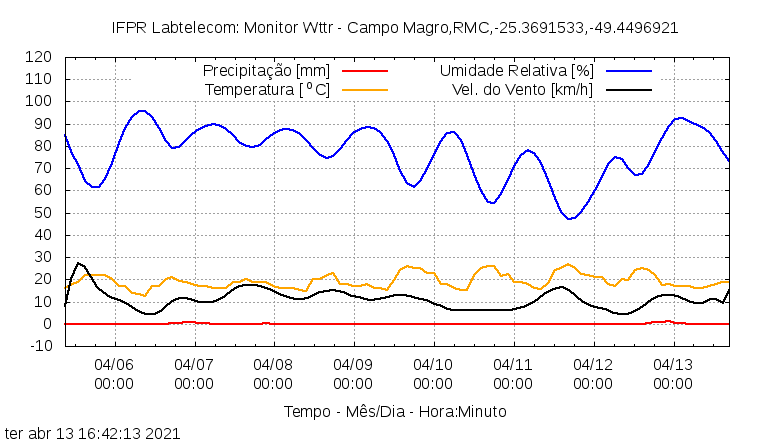 IFPR Labtelecom: Monitor Wttr - Campo Magro,RMC,-25.3691533,-49.4496921
120
110
100
90
80
70
60
50
40
30
20
10
0
-10
Precipitação [mm]
Umidade Relativa [%]
Temperatura [⁰C]
Vel. do Vento [km/h]
04/06 04/07 04/08 04/09 04/10 04/11 04/12 04/13
00:00 00:00 00:00 00:00 00:00 00:00 00:00 00:00
Tempo - Mês/Dia - Hora:Minuto
ter abr 13 16:42:13 2021